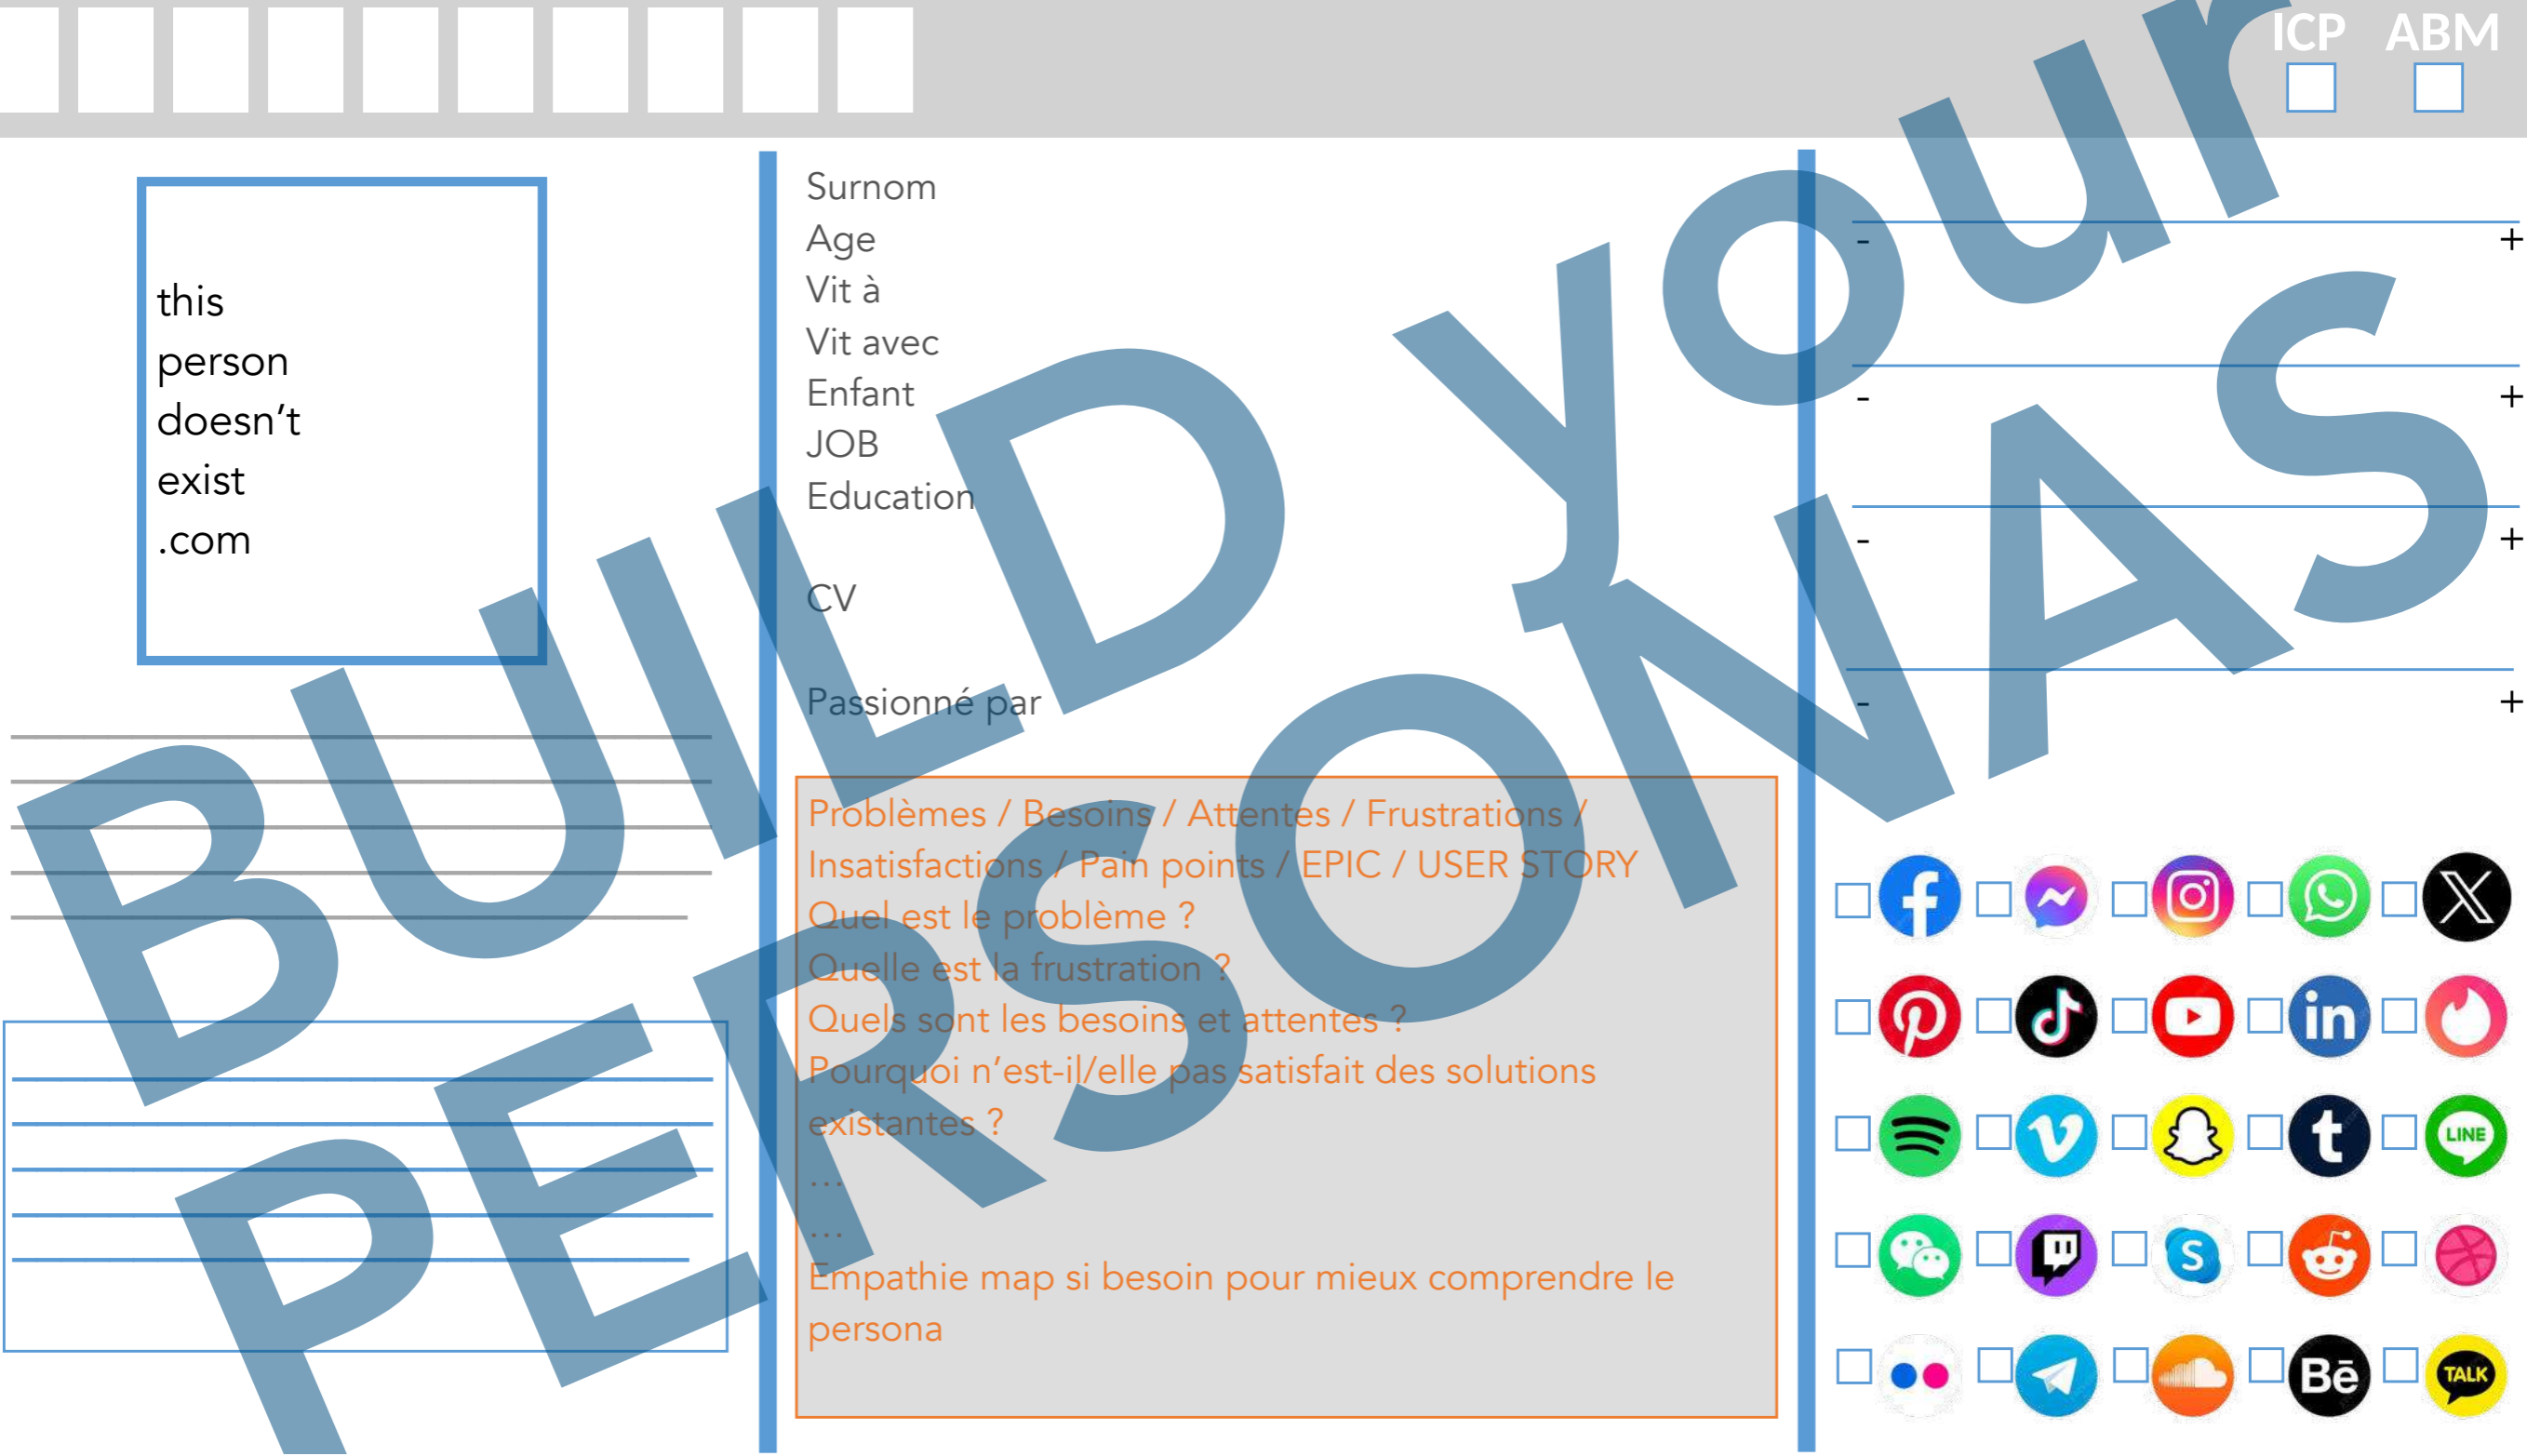 ICP ABM
this
person
doesn't
exist
.com
Surnom
Age
Vit à
Vit avec
Enfant
JOB
Education
CV
Passionné par
Problèmes / Besoins / Attentes / Frustrations /
Insatisfactions / Pain points / EPIC / USER STORY
Quel est le problème ?
Quelle est la frustration ?
Quels sont les besoins et attentes ?
Pourquoi n'est-il/elle pas satisfait des solutions
existantes ?
...
...
Empathie map si besoin pour mieux comprendre le
persona
- +
- +
- +
- +
in
LINE
S
Bē
TALK
BUILD your
PERSONAS